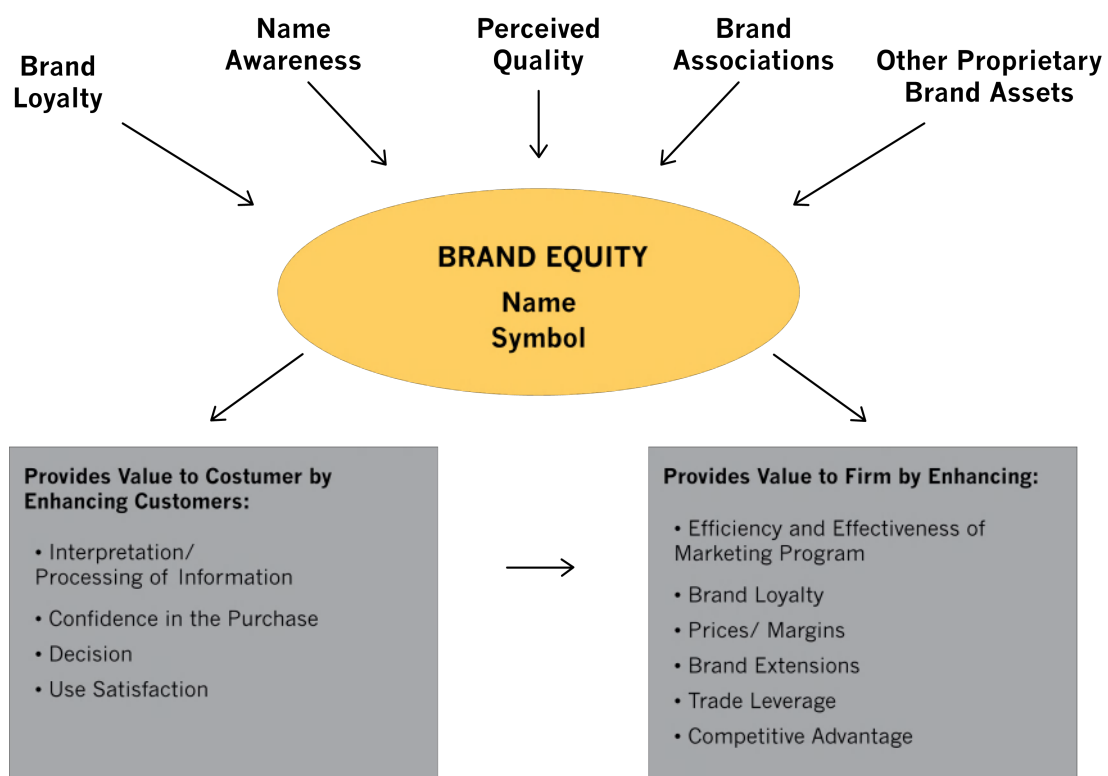 Brand
Loyalty
Name
Awareness
Perceived
Quality
Brand
Associations
Other Proprietary
Brand Assets
BRAND EQUITY
Name
Symbol
Provides Value to Costumer by
Enhancing Customers:
• Interpretation/
Processing of Information
• Confidence in the Purchase
• Decision
• Use Satisfaction
Provides Value to Firm by Enhancing:
• Efficiency and Effectiveness of
Marketing Program
• Brand Loyalty
• Prices/ Margins
• Brand Extensions
• Trade Leverage
• Competitive Advantage